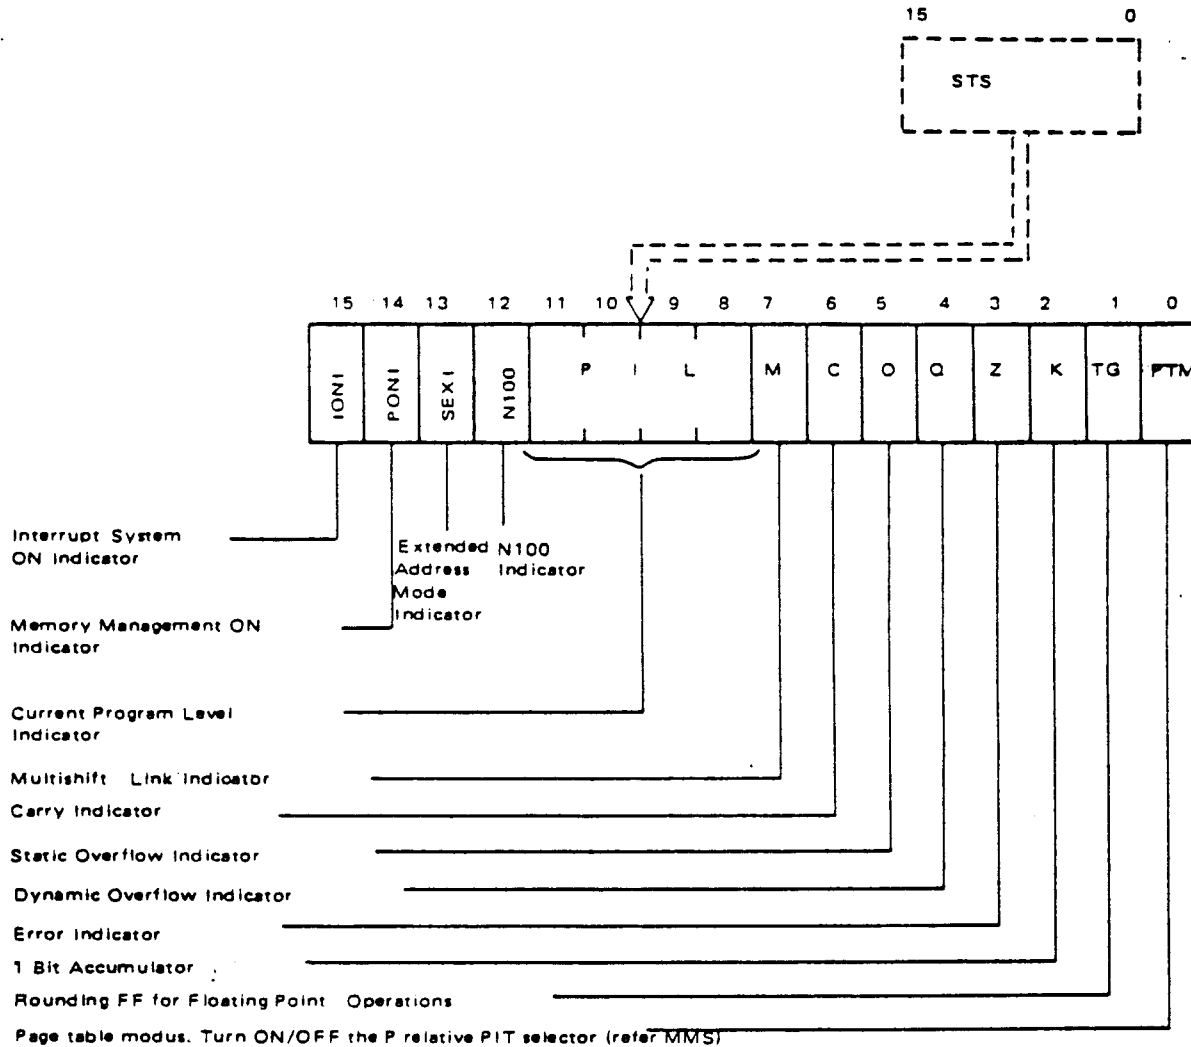 15 0
STS
15 14 13 12 11 10 9 8 7 6 5 4 3 2 1 0
IONI PONI SEXI N100 P I L M C O Q Z K TG PTM
Interrupt System
ON Indicator
Extended
Address
Mode
Indicator
N100
Indicator
Memory Management ON
Indicator
Current Program Level
Indicator
Multishift Link Indicator
Carry Indicator
Static Overflow Indicator
Dynamic Overflow Indicator
Error Indicator
1 Bit Accumulator
Rounding FF for Floating Point Operations
Page table modus. Turn ON/OFF the P relative PIT selector (refer MMS)